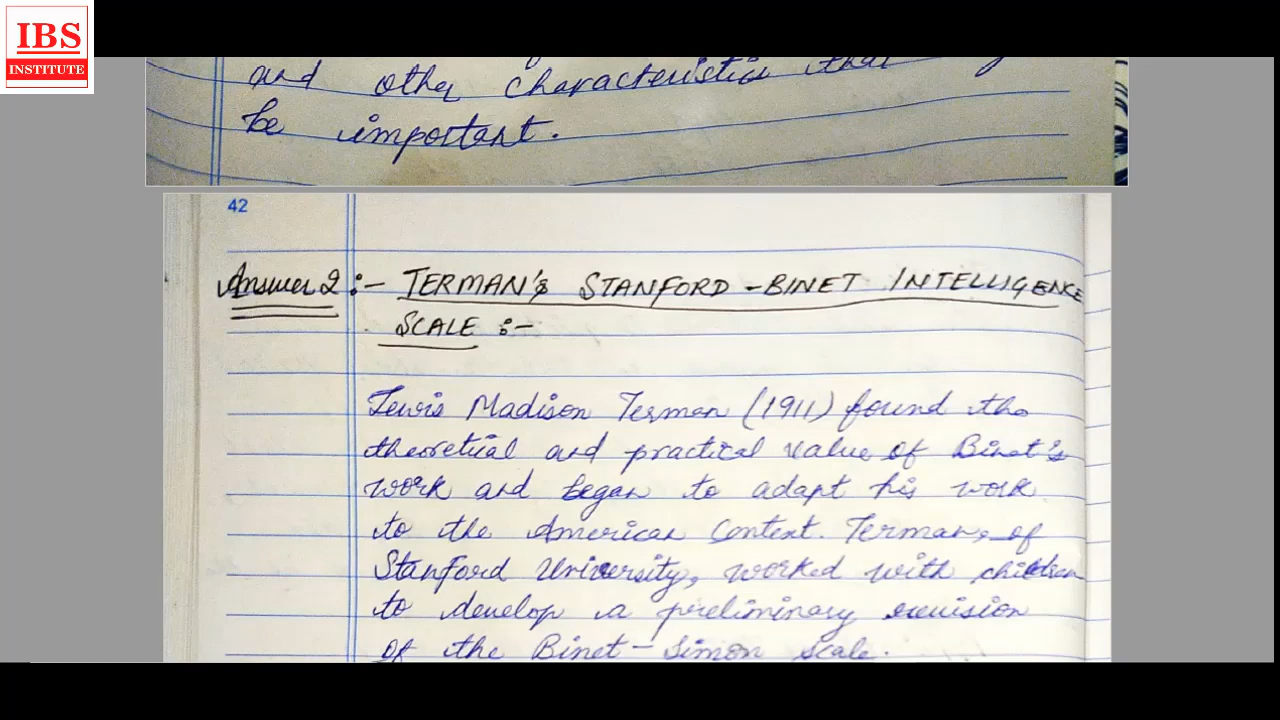 IBS
INSTITUTE
and other characteristics that
be important.
42
Answer 2 :- TERMAN'S STANFORD-BINET INTELLIGENCE
SCALE :-
Lewis Madison Terman (1911) found the
theoretical and practical value of Binet's
work and began to adapt his work
to the American Context. Terman, of
Stanford University, worked with children
to develop a preliminary revision
of the Binet-Simon scale.